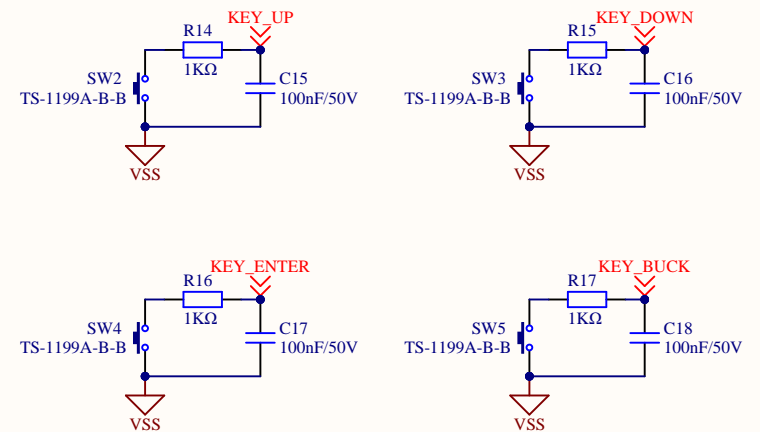 KEY_UP
R14
1KΩ
SW2
TS-1199A-B-B
C15
100nF/50V
VSS
KEY_DOWN
R15
1KΩ
SW3
TS-1199A-B-B
C16
100nF/50V
VSS
KEY_ENTER
R16
1KΩ
SW4
TS-1199A-B-B
C17
100nF/50V
VSS
KEY_BUCK
R17
1KΩ
SW5
TS-1199A-B-B
C18
100nF/50V
VSS